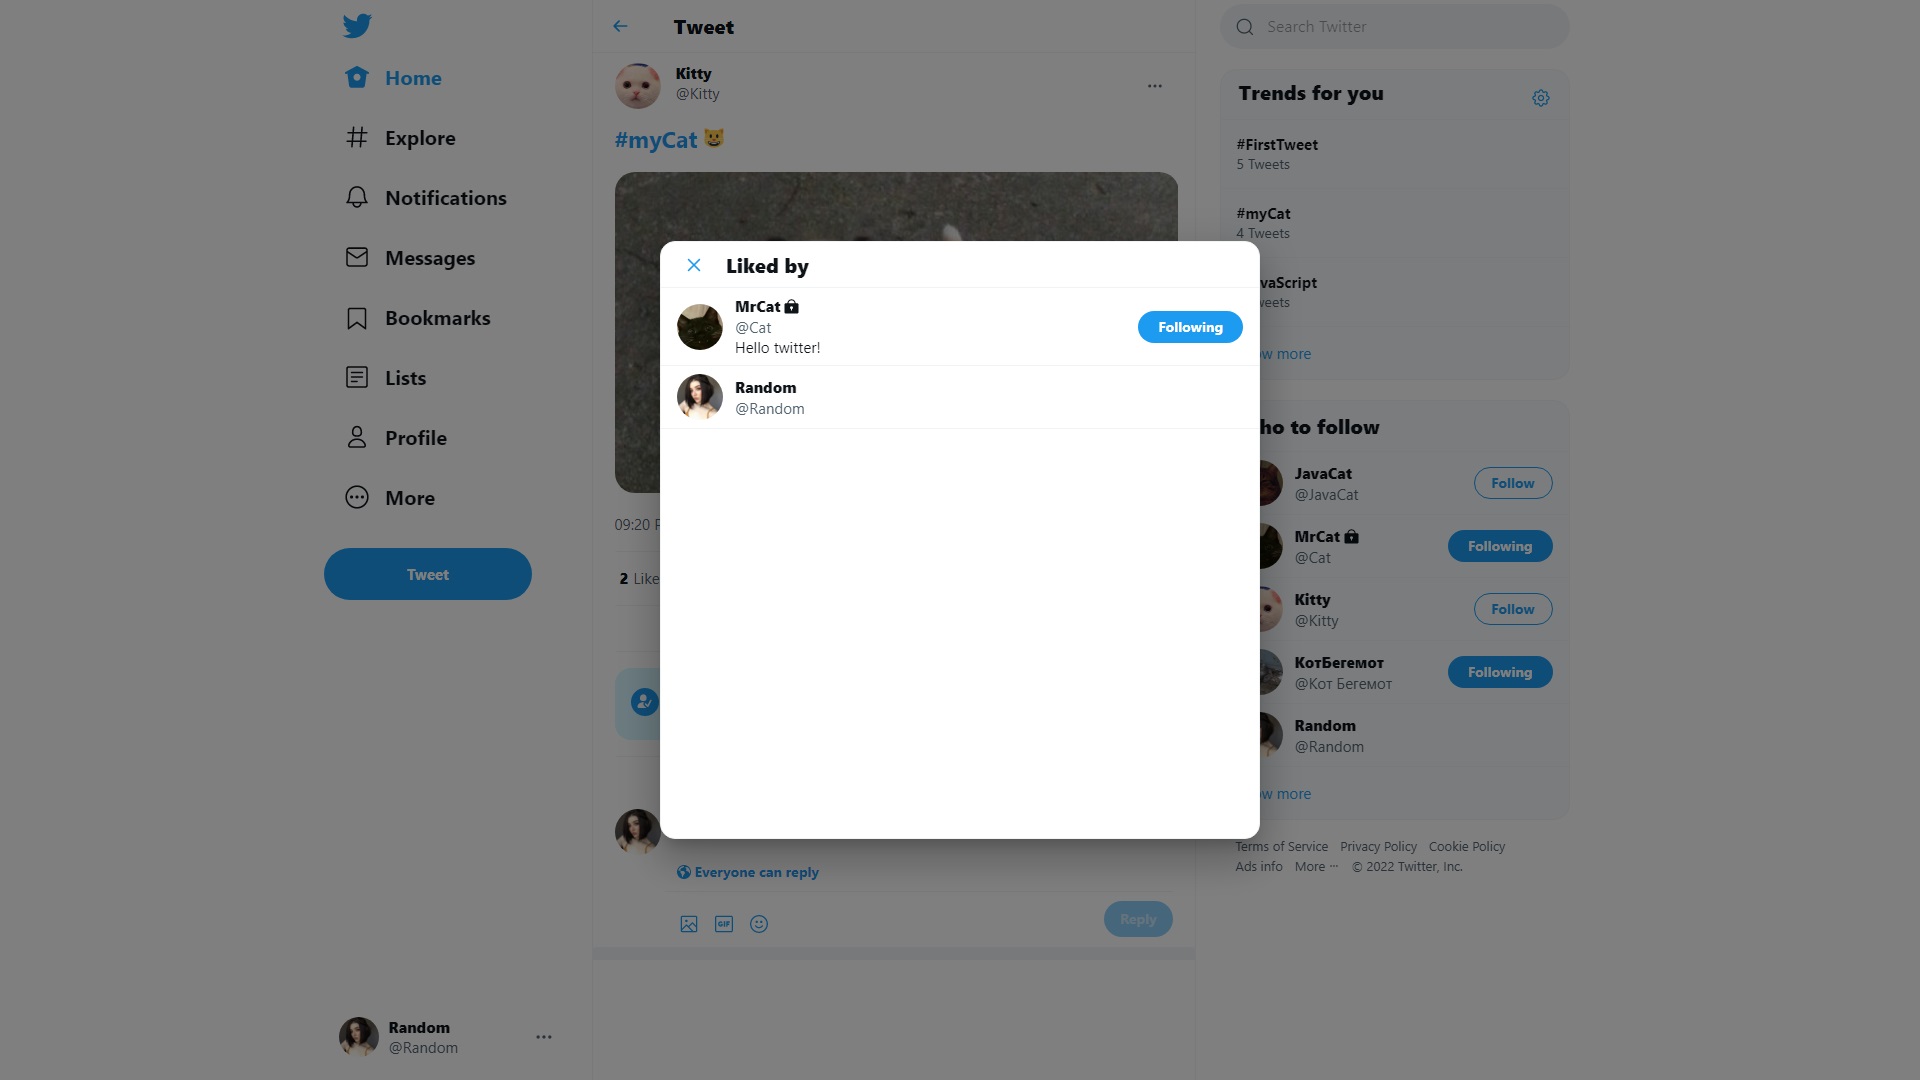 Home
Explore
Notifications
Messages
Bookmarks
Lists
Profile
More
Tweet
Random
@Random
Tweet
Kitty
@Kitty
#myCat
09:20
2 Like
Liked by
MrCat
@Cat
Hello twitter!
Following
Random
@Random
Everyone can reply
GIF
Reply
Search Twitter
Trends for you
#FirstTweet
5 Tweets
#myCat
4 Tweets
vaScript
weets
ow more
ho to follow
JavaCat
@JavaCat
Follow
MrCat
@Cat
Following
Kitty
@Kitty
Follow
КотБегемот
@Кот Бегемот
Following
Random
@Random
ow more
Terms of Service Privacy Policy Cookie Policy
Ads info More ··· © 2022 Twitter, Inc.